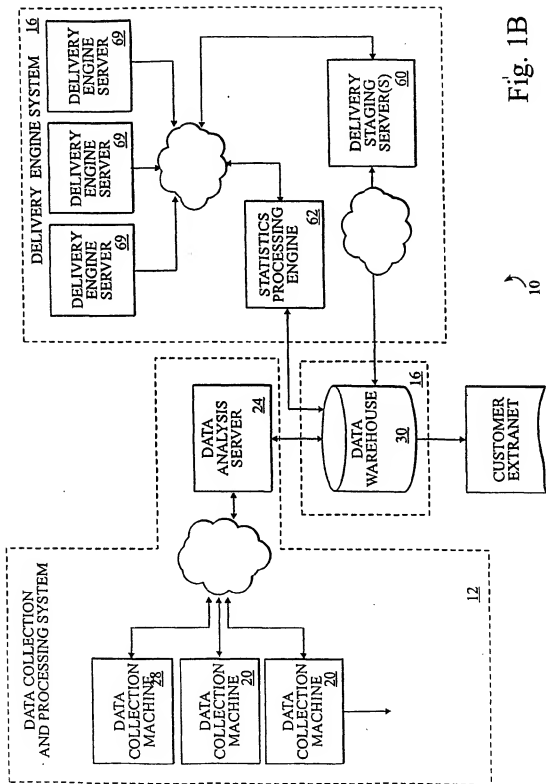 DATA COLLECTION
AND PROCESSING SYSTEM
DATA
COLLECTION
MACHINE
28
DATA
COLLECTION
MACHINE
20
DATA
COLLECTION
MACHINE
20
12
DATA
ANALYSIS
SERVER
24
DATA
WAREHOUSE
30
16
CUSTOMER
EXTRANET
DELIVERY ENGINE SYSTEM
16
DELIVERY
ENGINE
SERVER
69
DELIVERY
ENGINE
SERVER
69
DELIVERY
ENGINE
SERVER
69
STATISTICS
PROCESSING
ENGINE
62
DELIVERY
STAGING
SERVER(S)
60
10
Fig. 1B